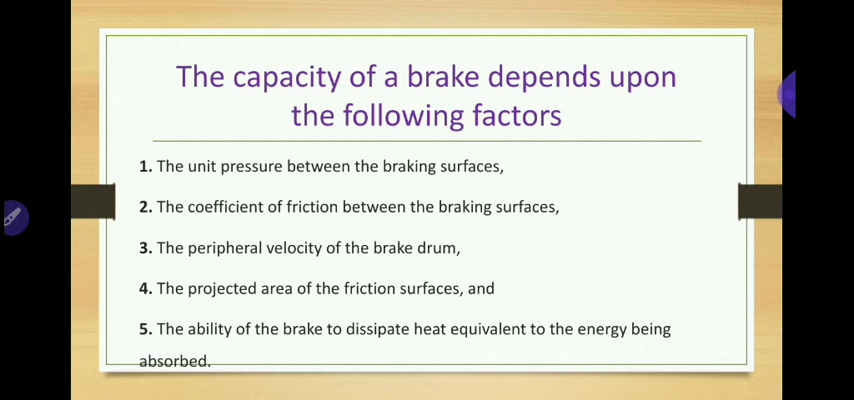 The capacity of a brake depends upon
the following factors
1. The unit pressure between the braking surfaces,
2. The coefficient of friction between the braking surfaces,
3. The peripheral velocity of the brake drum,
4. The projected area of the friction surfaces, and
5. The ability of the brake to dissipate heat equivalent to the energy being
absorbed.